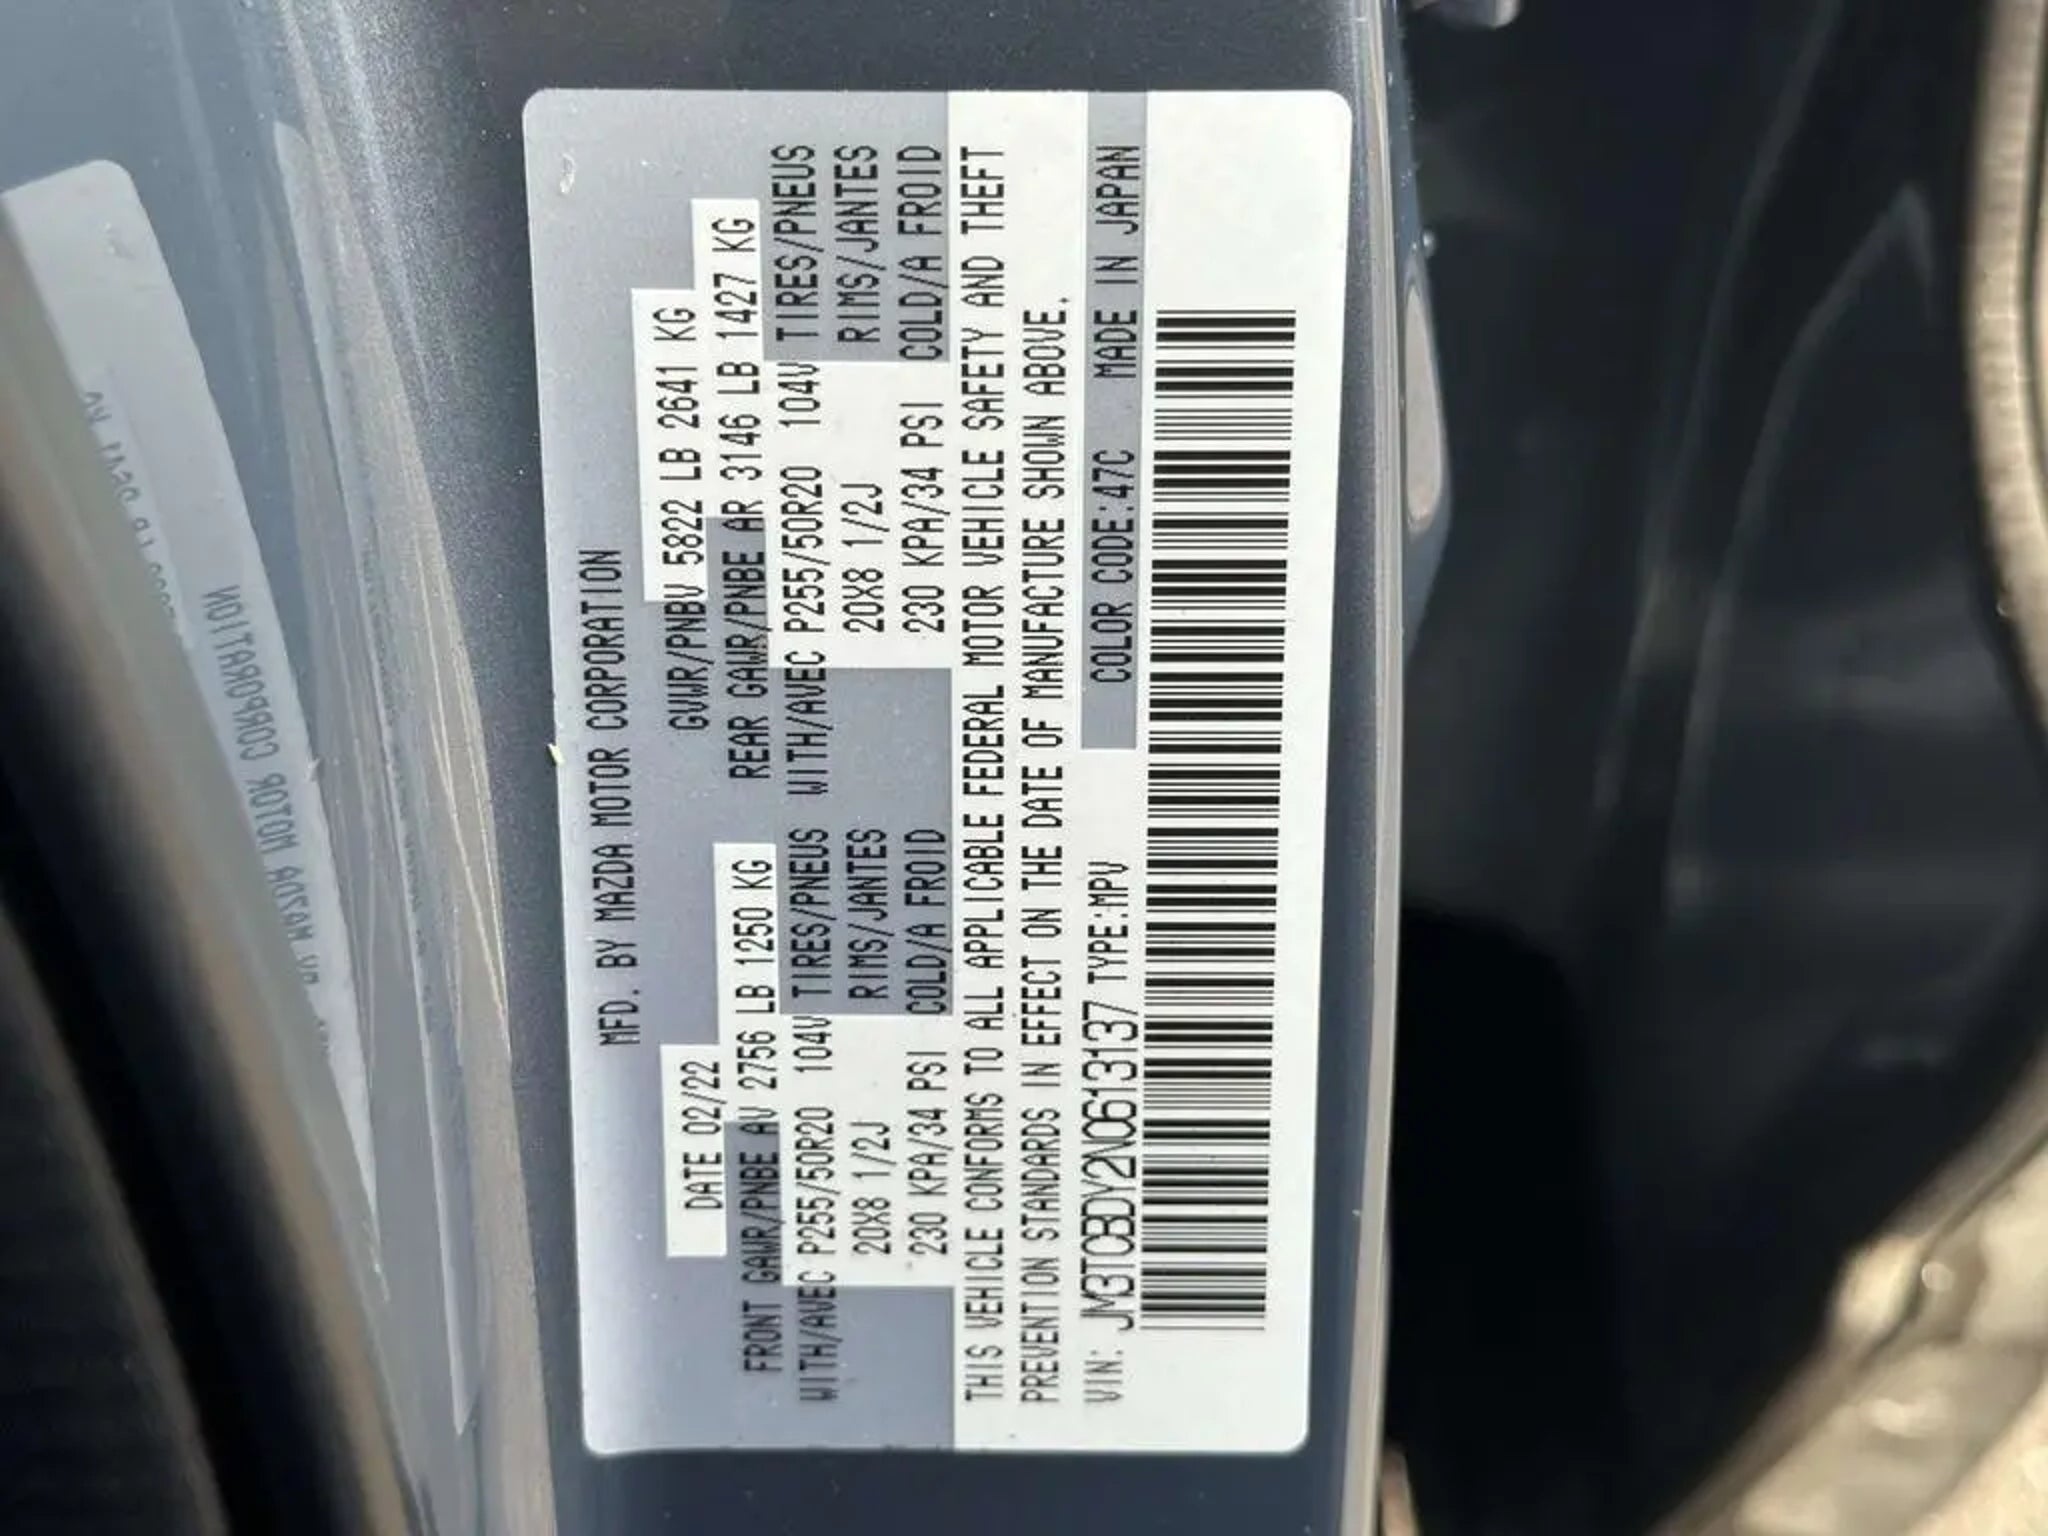 MFD. BY MAZDA MOTOR CORPORATION
DATE 02/22 GVWR/PNBV 5822 LB 2641 KG
FRONT GAWR/PNBE AV 2756 LB 1250 KG REAR GAWR/PNBE AR 3146 LB 1427 KG
WITH/AVEC P255/50R20 104V TIRES/PNEUS WITH/AVEC P255/50R20 104V TIRES/PNEUS
20X8 1/2J RIMS/JANTES 20X8 1/2J RIMS/JANTES
230 KPA/34 PSI COLD/A FROID 230 KPA/34 PSI COLD/A FROID
THIS VEHICLE CONFORMS TO ALL APPLICABLE FEDERAL MOTOR VEHICLE SAFETY AND THEFT
PREVENTION STANDARDS IN EFFECT ON THE DATE OF MANUFACTURE SHOWN ABOVE.
VIN: JM3TCBDY2N0613137 TYPE:MPV COLOR CODE:47C MADE IN JAPAN